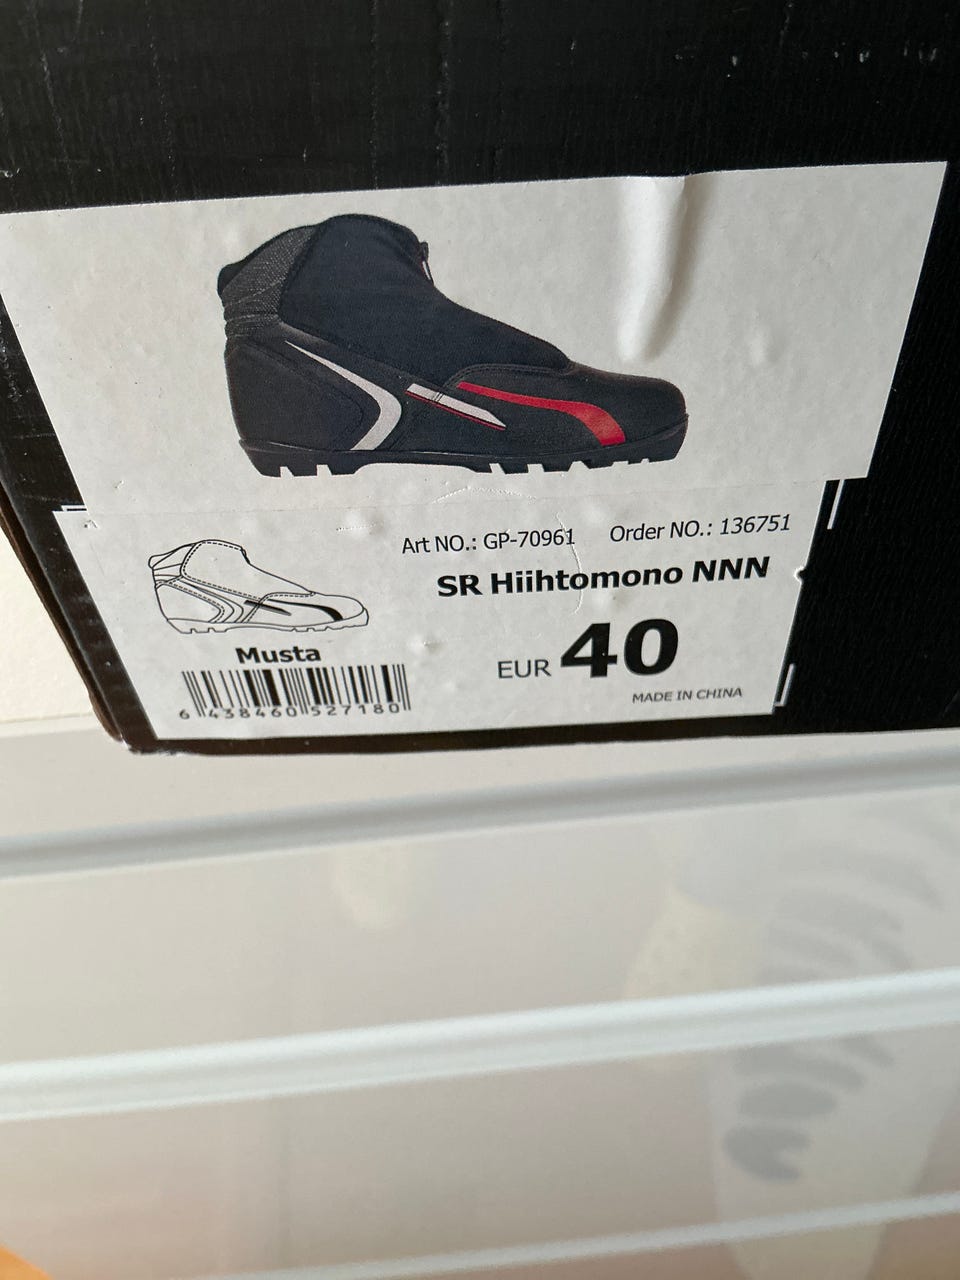 Art NO.: GP-70961 Order NO.: 136751
SR Hiihtomono NNN
Musta
EUR 40
6 438460 527180
MADE IN CHINA